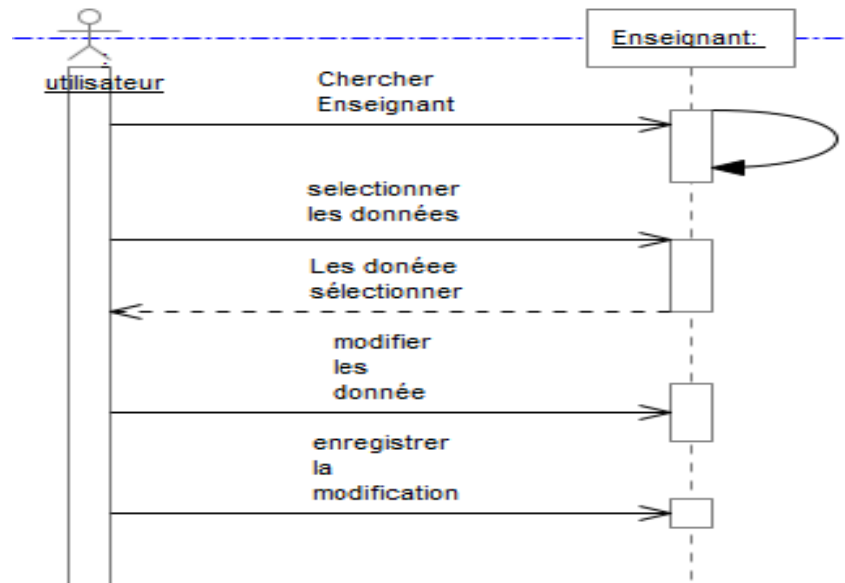 Enseignant:
utilisateur
Chercher
Enseignant
selectionner
les données
Les donéee
sélectionner
modifier
les
donnée
enregistrer
la
modification